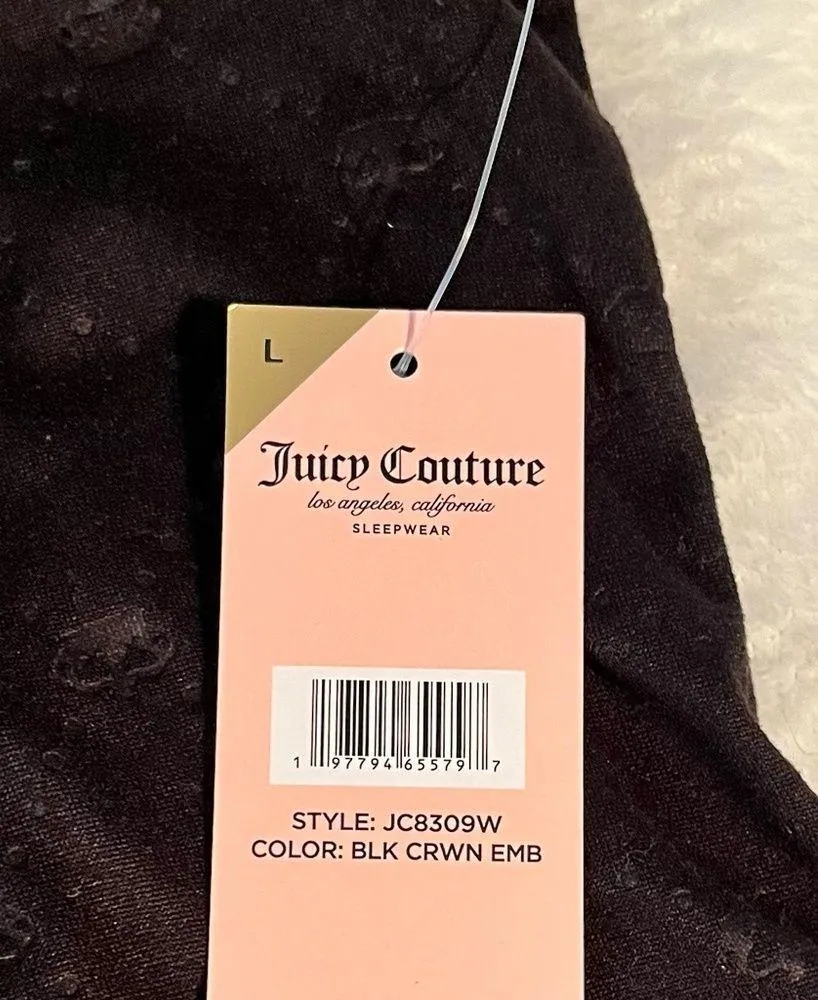 L
Juicy Couture
los angeles, california
SLEEPWEAR
1 97794 65579 7
STYLE: JC8309W
COLOR: BLK CRWN EMB